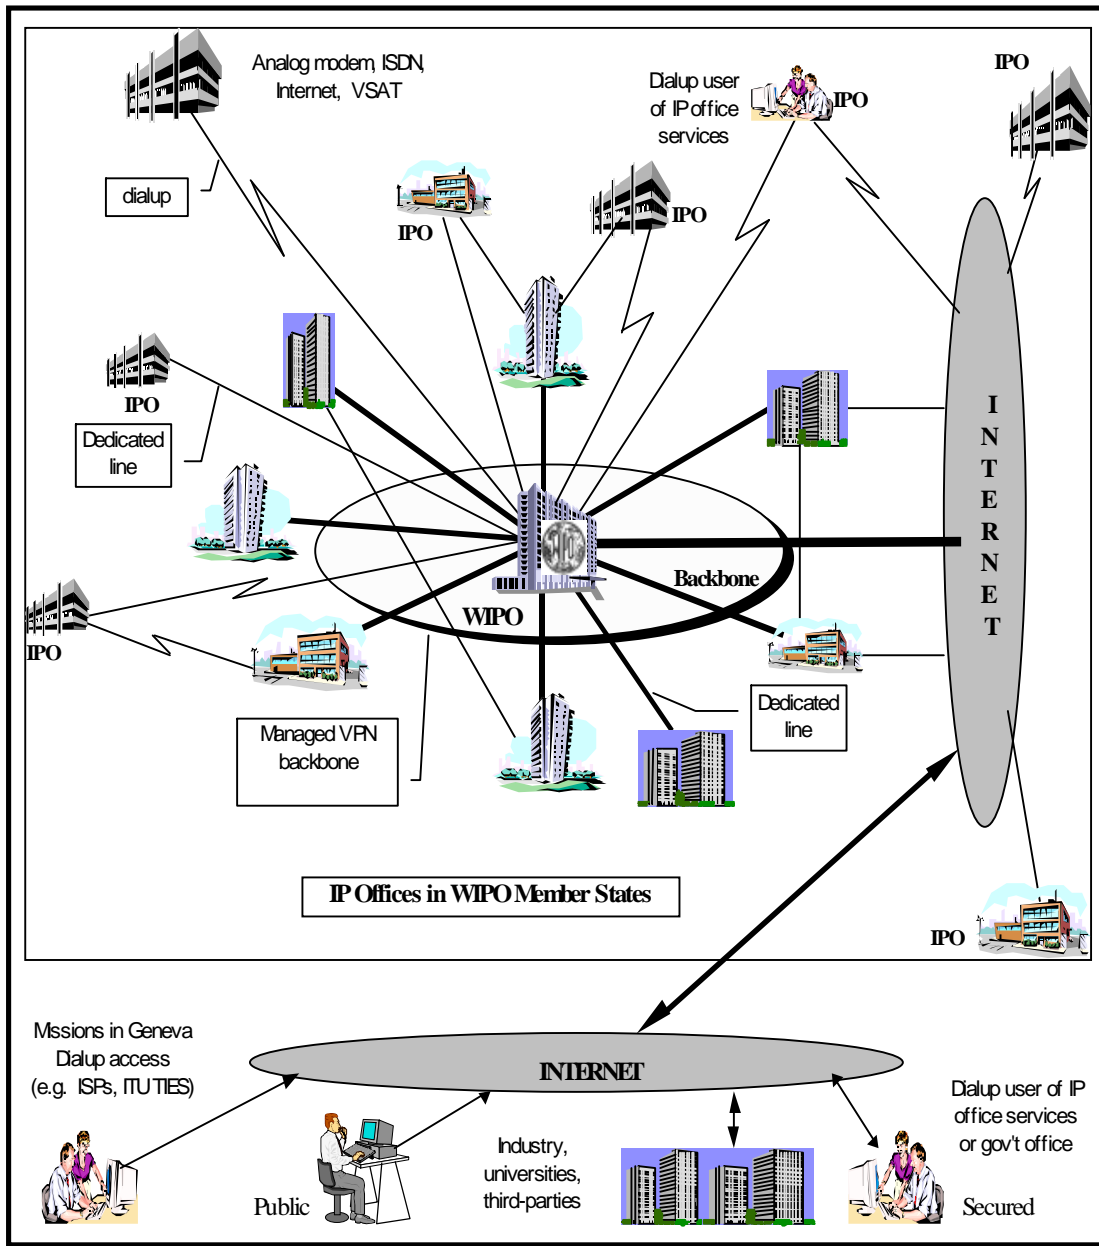 Analog modem, ISDN,
Internet, VSAT
Dialup user
of IP office
services
IPO
IPO
dialup
IPO
IPO
IPO
Dedicated
line
INTERNET
Backbone
WIPO
WIPO
IPO
Managed VPN
backbone
Dedicated
line
IP Offices in WIPO Member States
IPO
Missions in Geneva
Dialup access
(e.g. ISPs, ITU TIES)
INTERNET
Dialup user of IP
office services
or gov't office
Industry,
universities,
third-parties
Public
Secured